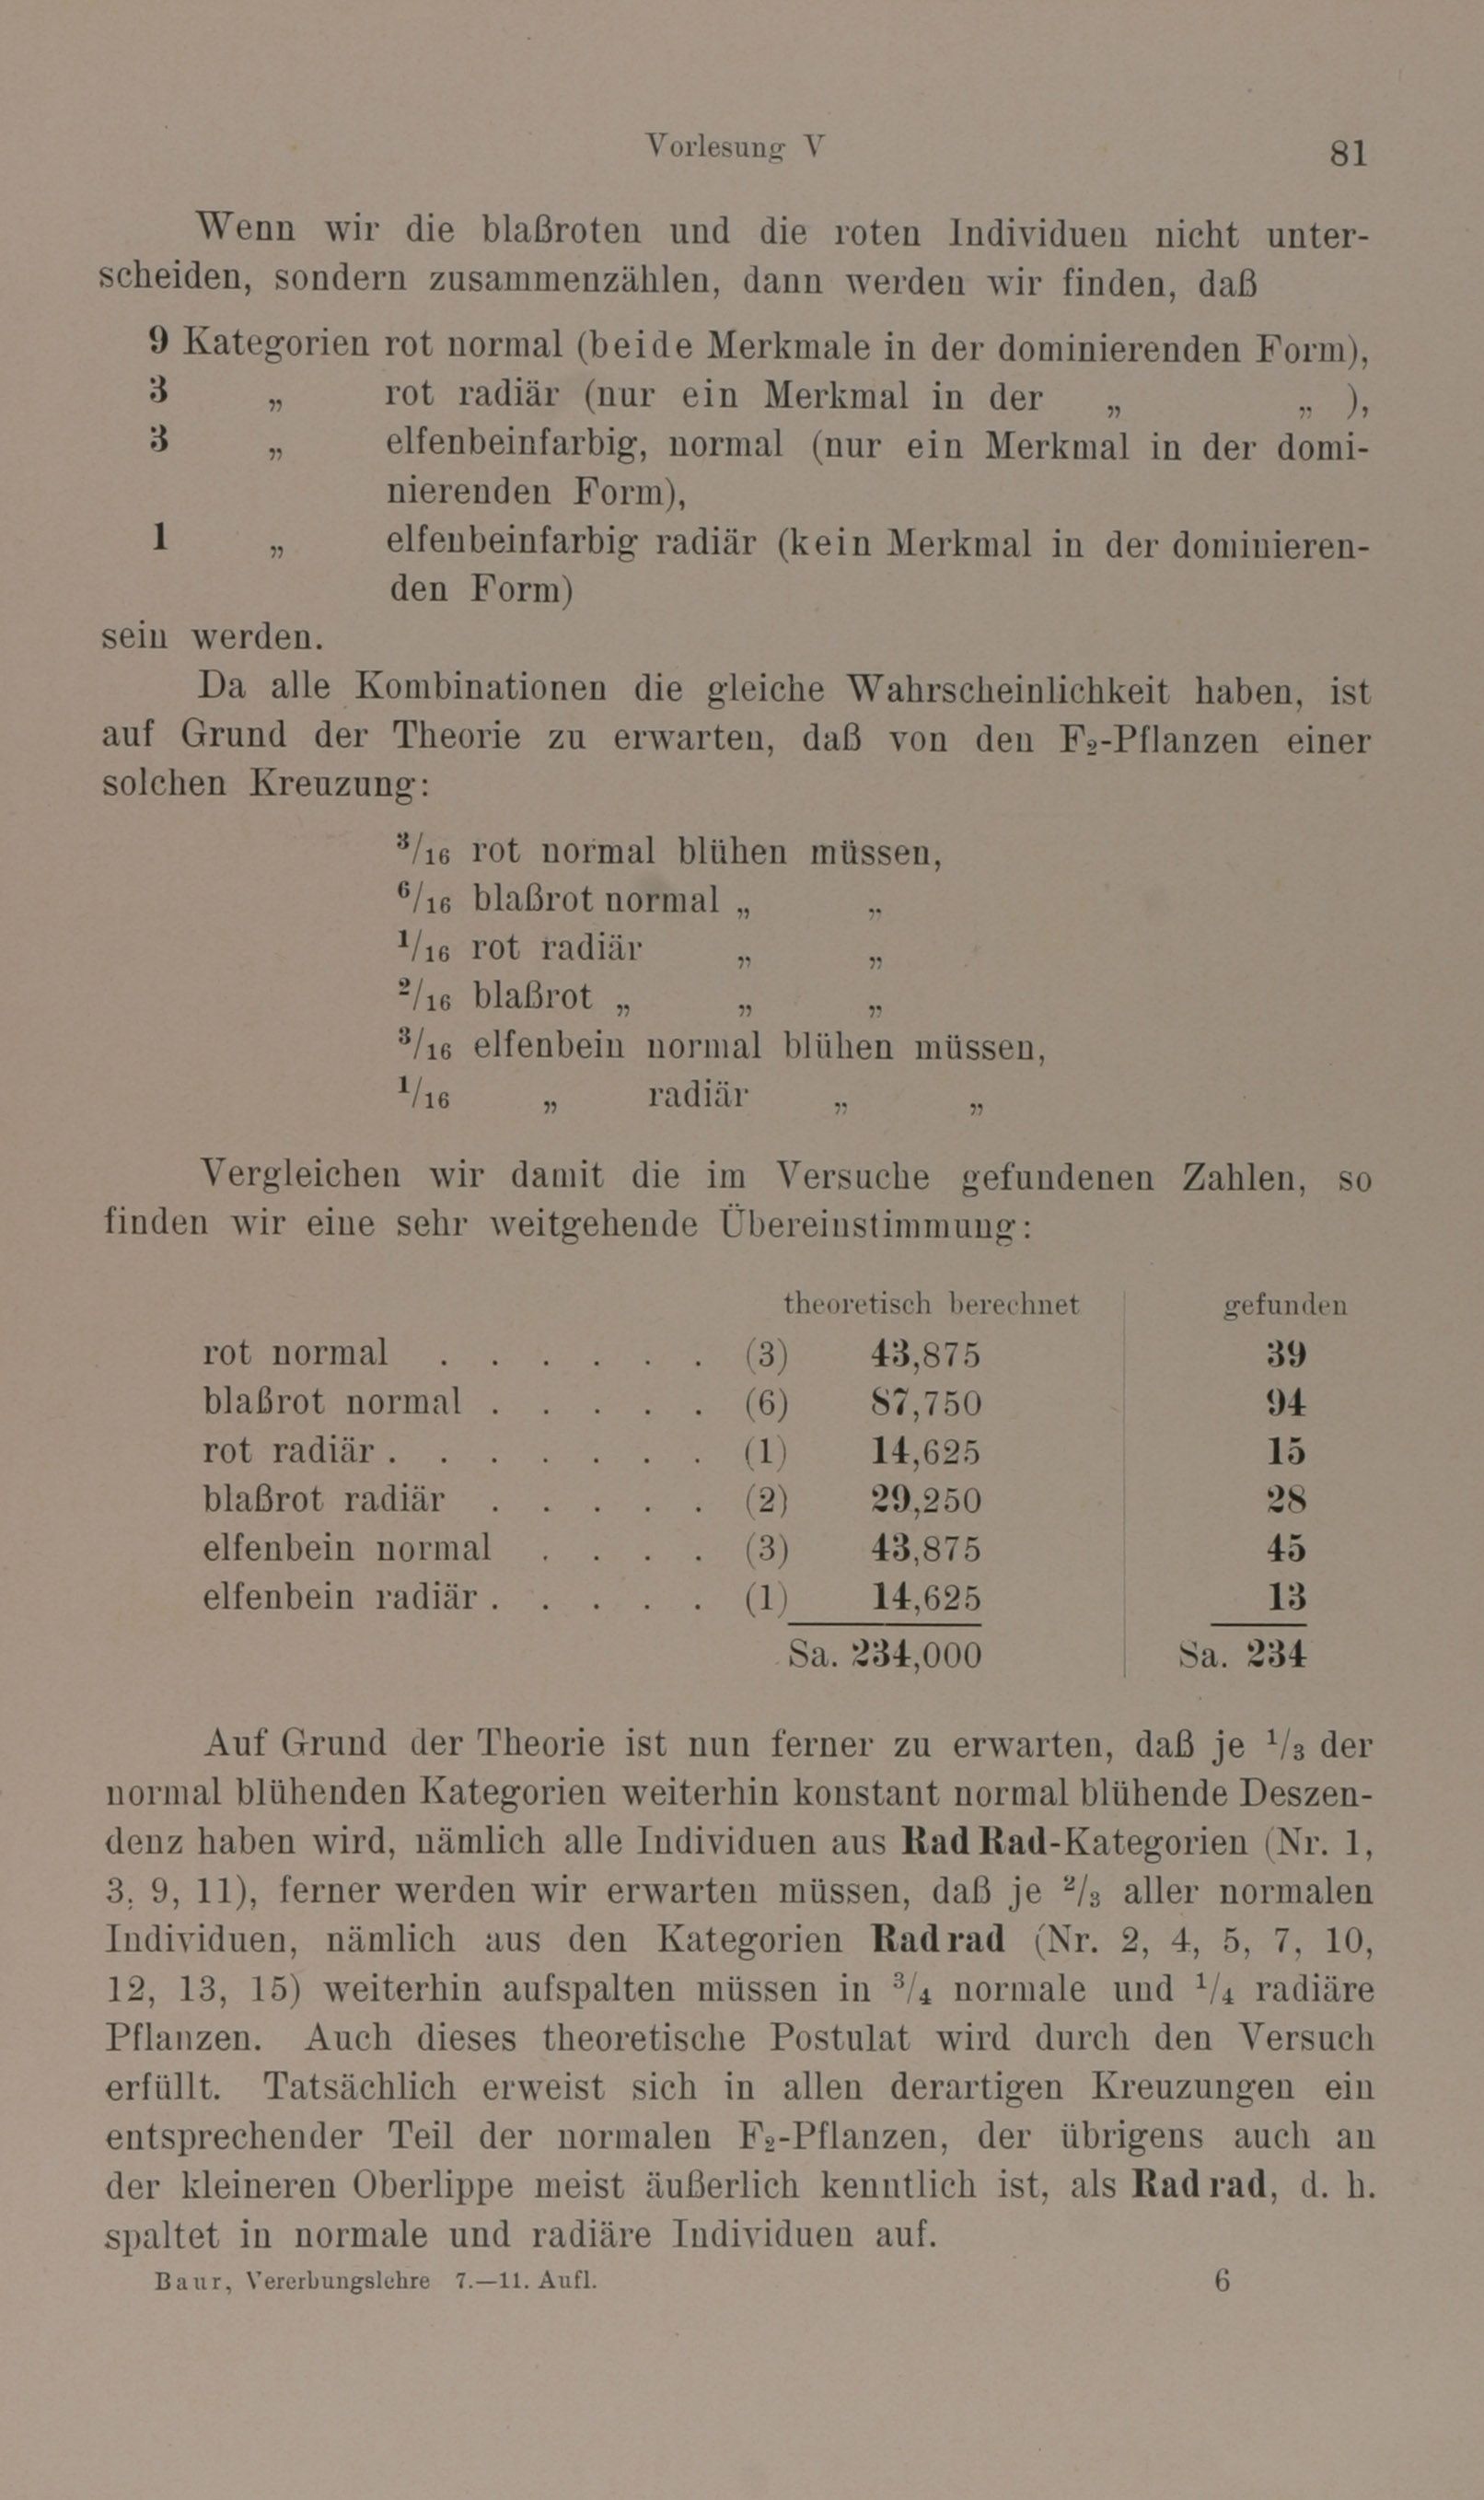 Vorlesung V 81
Wenn wir die blaßroten und die roten Individuen nicht unter-
scheiden, sondern zusammenzählen, dann werden wir finden, daß
9 Kategorien rot normal (beide Merkmale in der dominierenden Form),
3 „ rot radiär (nur ein Merkmal in der „ „ ),
3 „ elfenbeinfarbig, normal (nur ein Merkmal in der domi-
nierenden Form),
1 „ elfenbeinfarbig radiär (kein Merkmal in der dominieren-
den Form)
sein werden.
Da alle Kombinationen die gleiche Wahrscheinlichkeit haben, ist
auf Grund der Theorie zu erwarten, daß von den F₂-Pflanzen einer
solchen Kreuzung:
³/₁₆ rot normal blühen müssen,
⁶/₁₆ blaßrot normal „ „
¹/₁₆ rot radiär „ „
²/₁₆ blaßrot „ „ „
³/₁₆ elfenbein normal blühen müssen,
¹/₁₆ „ radiär „ „
Vergleichen wir damit die im Versuche gefundenen Zahlen, so
finden wir eine sehr weitgehende Übereinstimmung:
theoretisch berechnet gefunden
rot normal . . . . . . (3) 43,875 39
blaßrot normal . . . . . (6) 87,750 94
rot radiär . . . . . . . (1) 14,625 15
blaßrot radiär . . . . . (2) 29,250 28
elfenbein normal . . . . (3) 43,875 45
elfenbein radiär . . . . . (1) 14,625 13
Sa. 234,000 Sa. 234
Auf Grund der Theorie ist nun ferner zu erwarten, daß je ¹/₃ der
normal blühenden Kategorien weiterhin konstant normal blühende Deszen-
denz haben wird, nämlich alle Individuen aus Rad Rad-Kategorien (Nr. 1,
3, 9, 11), ferner werden wir erwarten müssen, daß je ²/₃ aller normalen
Individuen, nämlich aus den Kategorien Rad rad (Nr. 2, 4, 5, 7, 10,
12, 13, 15) weiterhin aufspalten müssen in ³/₄ normale und ¹/₄ radiäre
Pflanzen. Auch dieses theoretische Postulat wird durch den Versuch
erfüllt. Tatsächlich erweist sich in allen derartigen Kreuzungen ein
entsprechender Teil der normalen F₂-Pflanzen, der übrigens auch an
der kleineren Oberlippe meist äußerlich kenntlich ist, als Rad rad, d. h.
spaltet in normale und radiäre Individuen auf.
Baur, Vererbungslehre 7.—11. Aufl. 6